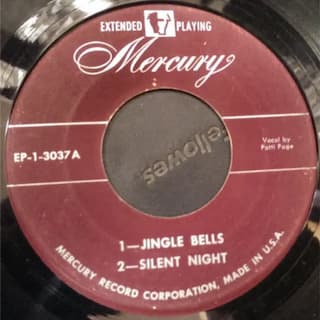 EXTENDED PLAYING
Mercury
EP-1-3037A
Vocal by
Patti Page
fellowes.
1—JINGLE BELLS
2—SILENT NIGHT
MERCURY RECORD CORPORATION, MADE IN U.S.A.